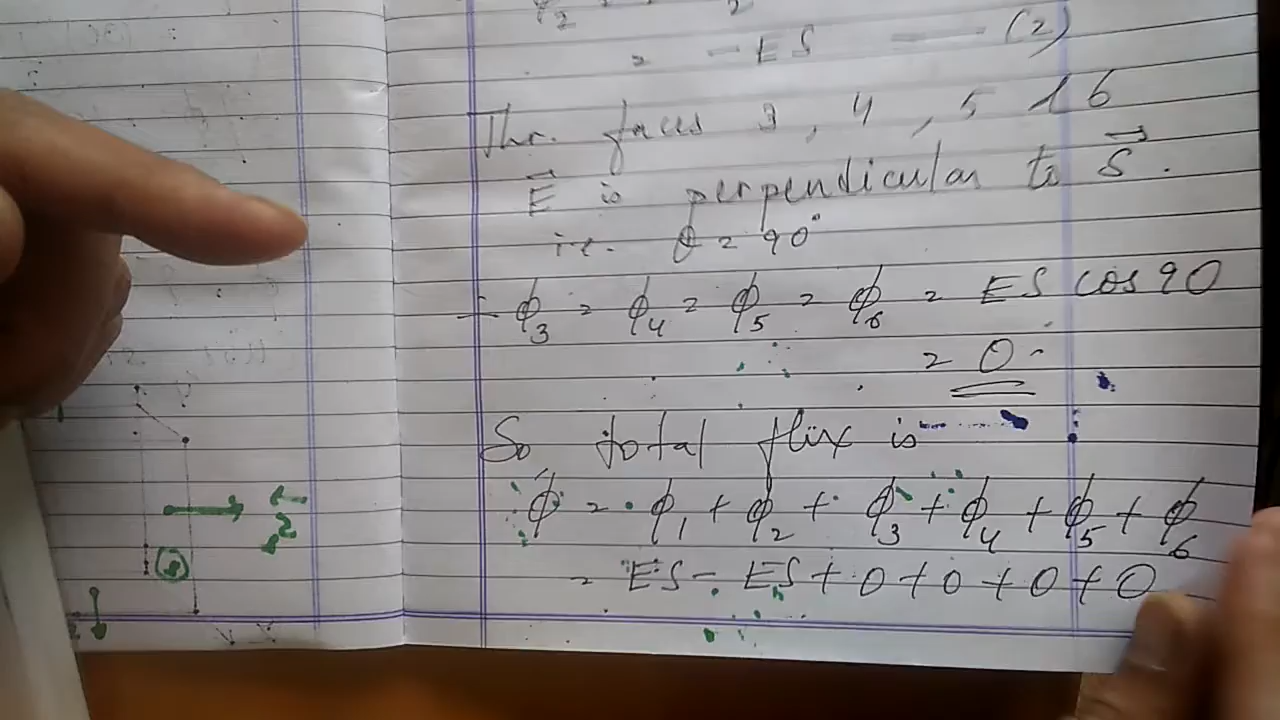 = - ES —— (2)
Thr. faces 3, 4, 5 & 6
E⃗ is perpendicular to S⃗.
i.e. θ = 90°
∴ ϕ₃ = ϕ₄ = ϕ₅ = ϕ₆ = ES cos 90
= 0.
So total flux is
ϕ = ϕ₁ + ϕ₂ + ϕ₃ + ϕ₄ + ϕ₅ + ϕ₆
= ES - ES + 0 + 0 + 0 + 0